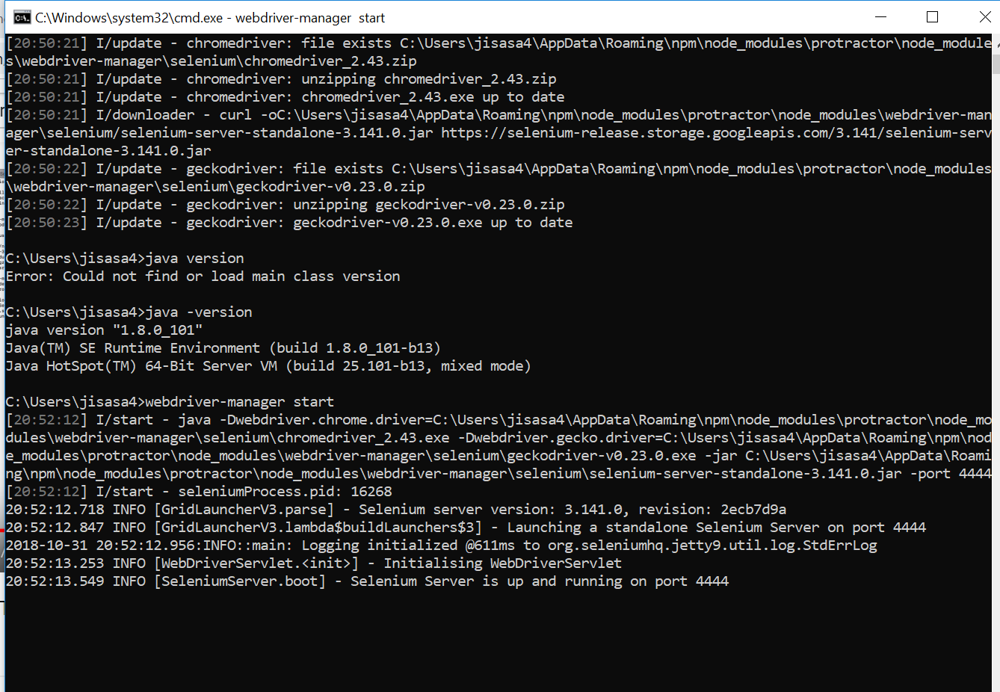 C:\Windows\system32\cmd.exe - webdriver-manager  start
[20:50:21] I/update - chromedriver: file exists C:\Users\jisasa4\AppData\Roaming\npm\node_modules\protractor\node_module
s\webdriver-manager\selenium\chromedriver_2.43.zip
[20:50:21] I/update - chromedriver: unzipping chromedriver_2.43.zip
[20:50:21] I/update - chromedriver: chromedriver_2.43.exe up to date
[20:50:21] I/downloader - curl -oC:\Users\jisasa4\AppData\Roaming\npm\node_modules\protractor\node_modules\webdriver-man
ager\selenium/selenium-server-standalone-3.141.0.jar https://selenium-release.storage.googleapis.com/3.141/selenium-serv
er-standalone-3.141.0.jar
[20:50:22] I/update - geckodriver: file exists C:\Users\jisasa4\AppData\Roaming\npm\node_modules\protractor\node_modules
\webdriver-manager\selenium\geckodriver-v0.23.0.zip
[20:50:22] I/update - geckodriver: unzipping geckodriver-v0.23.0.zip
[20:50:23] I/update - geckodriver: geckodriver-v0.23.0.exe up to date
C:\Users\jisasa4>java version
Error: Could not find or load main class version
C:\Users\jisasa4>java -version
java version "1.8.0_101"
Java(TM) SE Runtime Environment (build 1.8.0_101-b13)
Java HotSpot(TM) 64-Bit Server VM (build 25.101-b13, mixed mode)
C:\Users\jisasa4>webdriver-manager start
[20:52:12] I/start - java -Dwebdriver.chrome.driver=C:\Users\jisasa4\AppData\Roaming\npm\node_modules\protractor\node_mo
dules\webdriver-manager\selenium\chromedriver_2.43.exe -Dwebdriver.gecko.driver=C:\Users\jisasa4\AppData\Roaming\npm\nod
e_modules\protractor\node_modules\webdriver-manager\selenium\geckodriver-v0.23.0.exe -jar C:\Users\jisasa4\AppData\Roami
ng\npm\node_modules\protractor\node_modules\webdriver-manager\selenium\selenium-server-standalone-3.141.0.jar -port 4444
[20:52:12] I/start - seleniumProcess.pid: 16268
20:52:12.718 INFO [GridLauncherV3.parse] - Selenium server version: 3.141.0, revision: 2ecb7d9a
20:52:12.847 INFO [GridLauncherV3.lambda$buildLaunchers$3] - Launching a standalone Selenium Server on port 4444
2018-10-31 20:52:12.956:INFO::main: Logging initialized @611ms to org.seleniumhq.jetty9.util.log.StdErrLog
20:52:13.253 INFO [WebDriverServlet.<init>] - Initialising WebDriverServlet
20:52:13.549 INFO [SeleniumServer.boot] - Selenium Server is up and running on port 4444